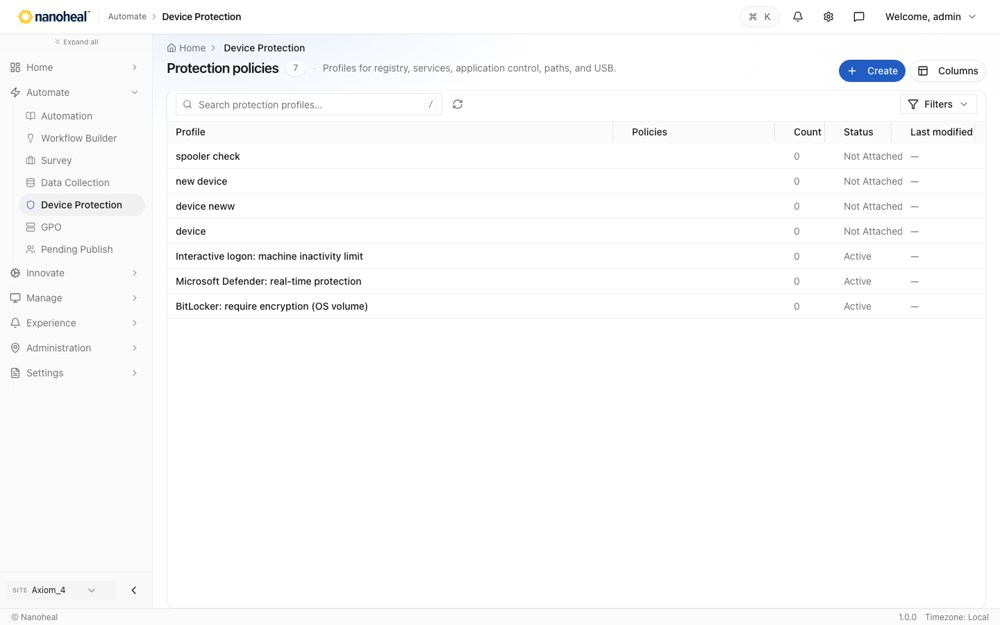 nanoheal™
Automate > Device Protection
⌘ K
Welcome, admin
Expand all
Home
Automate
Automation
Workflow Builder
Survey
Data Collection
Device Protection
GPO
Pending Publish
Innovate
Manage
Experience
Administration
Settings
SITE Axiom_4
Home > Device Protection
Protection policies 7 · Profiles for registry, services, application control, paths, and USB.
Create
Columns
Search protection profiles... /
Filters
Profile Policies Count Status Last modified
spooler check 0 Not Attached —
new device 0 Not Attached —
device neww 0 Not Attached —
device 0 Not Attached —
Interactive logon: machine inactivity limit 0 Active —
Microsoft Defender: real-time protection 0 Active —
BitLocker: require encryption (OS volume) 0 Active —
© Nanoheal
1.0.0 Timezone: Local